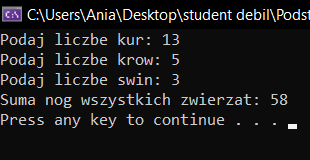 C:\Users\Ania\Desktop\student debil\Podst
Podaj liczbe kur: 13
Podaj liczbe krow: 5
Podaj liczbe swin: 3
Suma nog wszystkich zwierzat: 58
Press any key to continue . . .